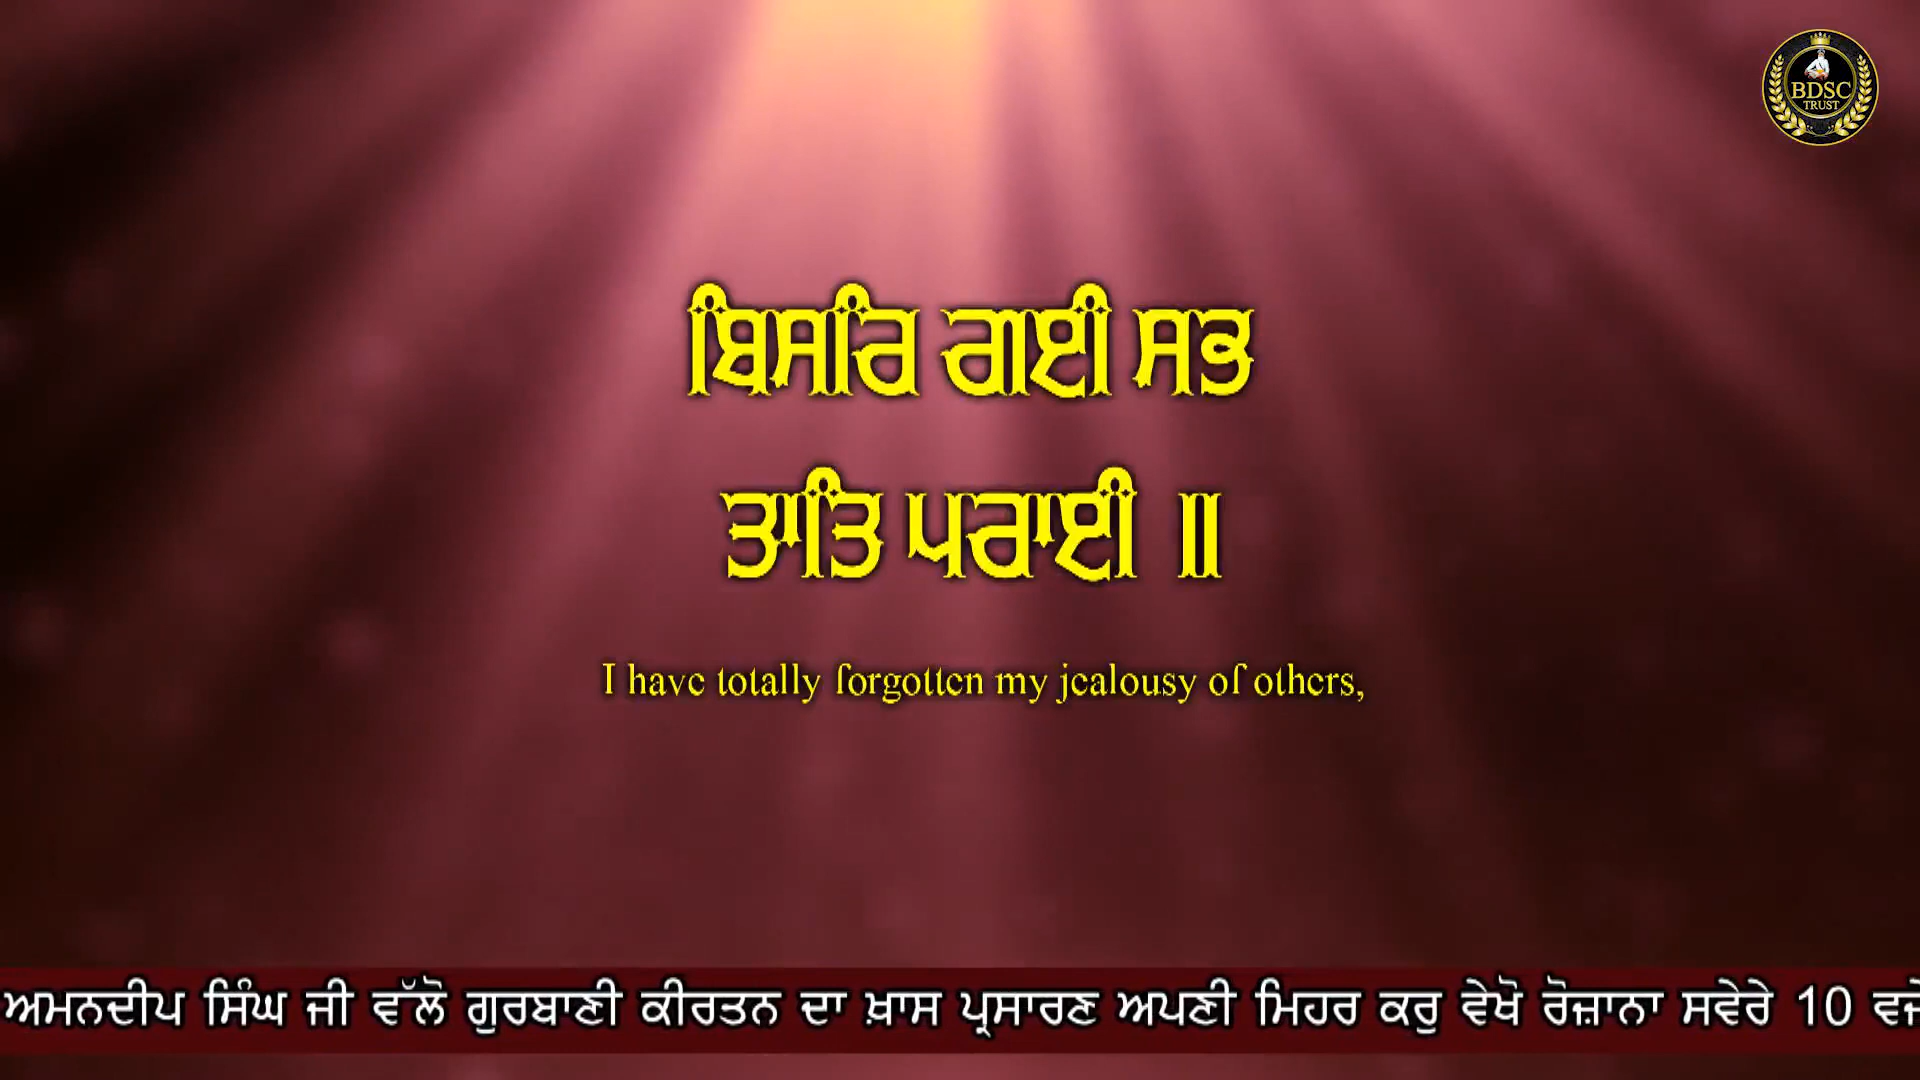 BDSC
TRUST
ਬਿਸਰਿ ਗਈ ਸਭ
ਤਾਤਿ ਪਰਾਈ ॥
I have totally forgotten my jealousy of others,
ਅਮਨਦੀਪ ਸਿੰਘ ਜੀ ਵੱਲੋ ਗੁਰਬਾਣੀ ਕੀਰਤਨ ਦਾ ਖ਼ਾਸ ਪ੍ਰਸਾਰਣ ਅਪਣੀ ਮਿਹਰ ਕਰੁ ਵੇਖੋ ਰੋਜ਼ਾਨਾ ਸਵੇਰੇ 10 ਵਜੇ